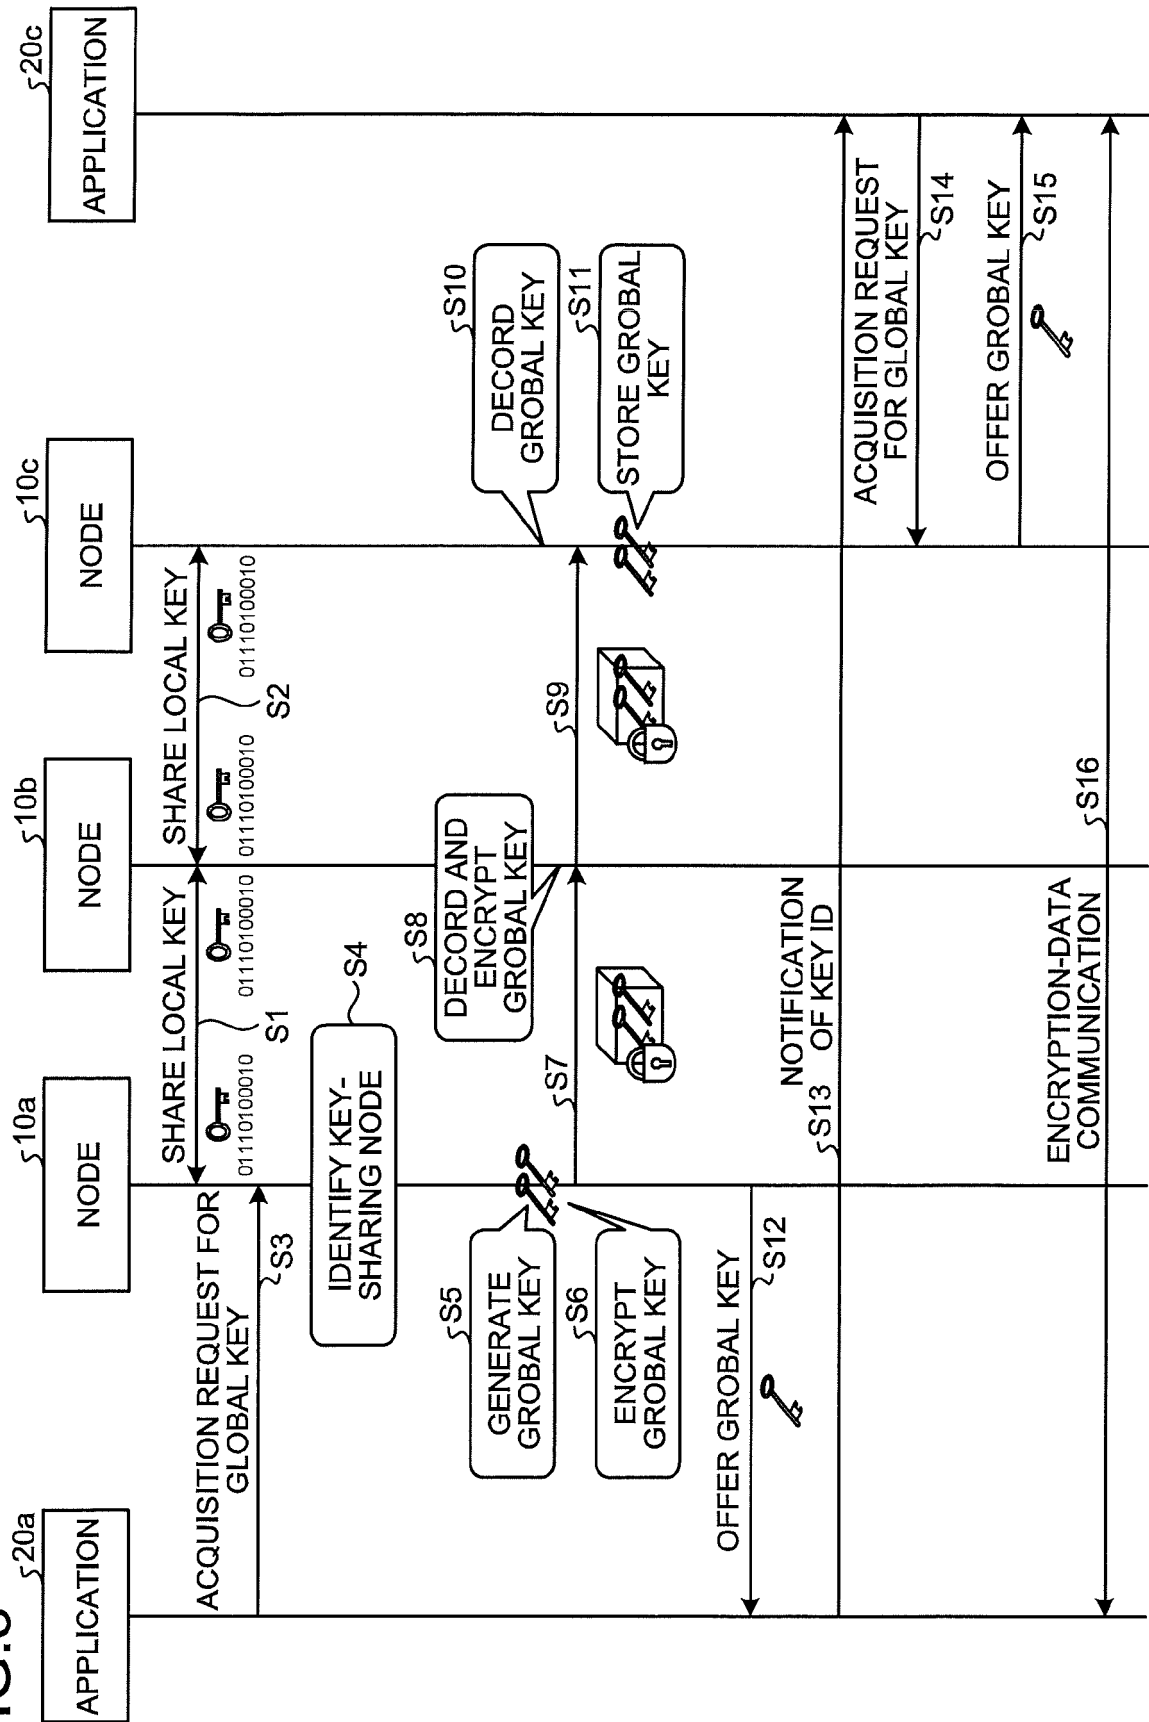 20a
APPLICATION
10a
NODE
10b
NODE
10c
NODE
20c
APPLICATION
SHARE LOCAL KEY
01110100010
01110100010
S1
SHARE LOCAL KEY
01110100010
01110100010
S2
ACQUISITION REQUEST FOR
GLOBAL KEY
S3
S4
IDENTIFY KEY-
SHARING NODE
S5
GENERATE
GROBAL KEY
S6
ENCRYPT
GROBAL KEY
S7
S8
DECORD AND
ENCRYPT
GROBAL KEY
S9
S10
DECORD
GROBAL KEY
S11
STORE GROBAL
KEY
OFFER GROBAL KEY
S12
NOTIFICATION
OF KEY ID
S13
ACQUISITION REQUEST
FOR GLOBAL KEY
S14
OFFER GROBAL KEY
S15
ENCRYPTION-DATA
COMMUNICATION
S16